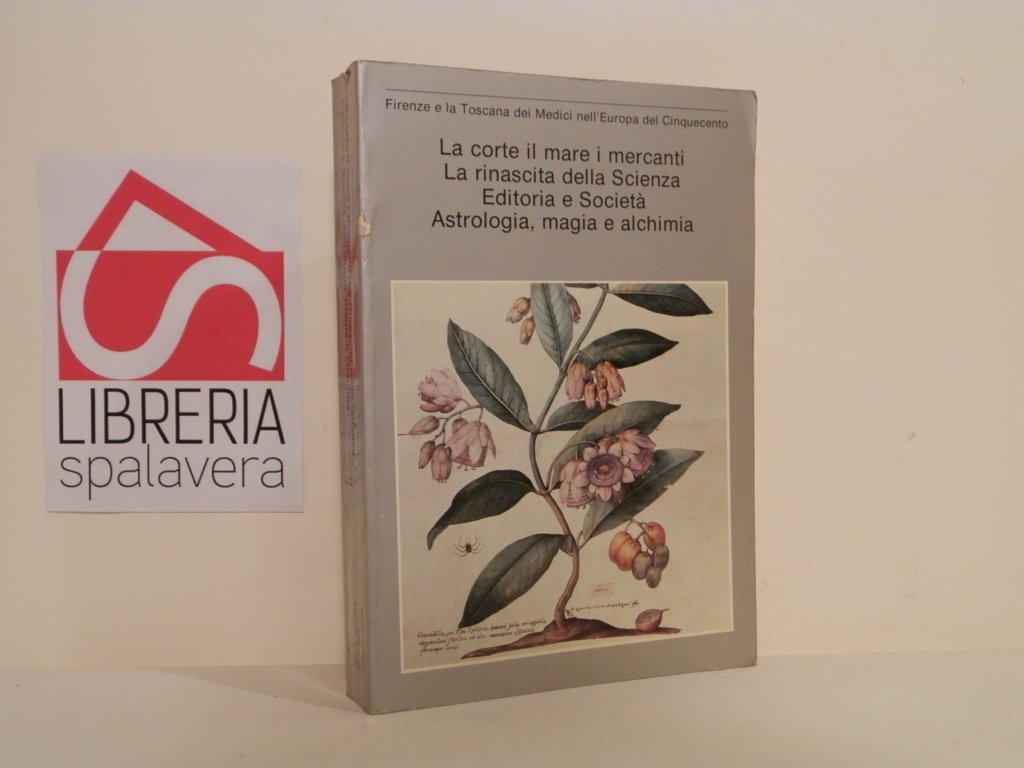 LIBRERIA
spalavera
Firenze e la Toscana dei Medici nell'Europa del Cinquecento
La corte il mare i mercanti
La rinascita della Scienza
Editoria e Società
Astrologia, magia e alchimia